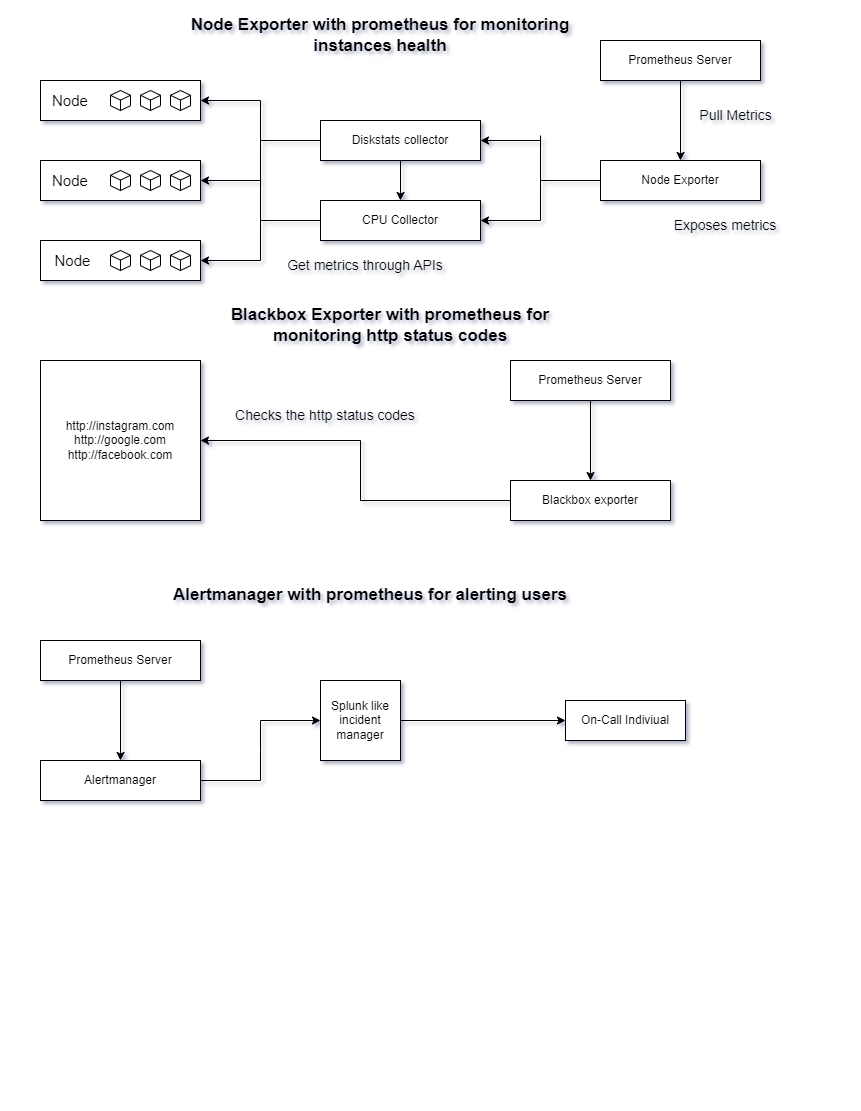 Node Exporter with prometheus for monitoring
instances health
Prometheus Server
Node
Pull Metrics
Diskstats collector
Node
Node Exporter
CPU Collector
Exposes metrics
Node
Get metrics through APIs
Blackbox Exporter with prometheus for
monitoring http status codes
Prometheus Server
Checks the http status codes
http://instagram.com
http://google.com
http://facebook.com
Blackbox exporter
Alertmanager with prometheus for alerting users
Prometheus Server
Splunk like
incident
manager
On-Call Indiviual
Alertmanager